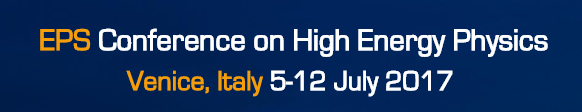 EPS Conference on High Energy Physics
Venice, Italy 5-12 July 2017